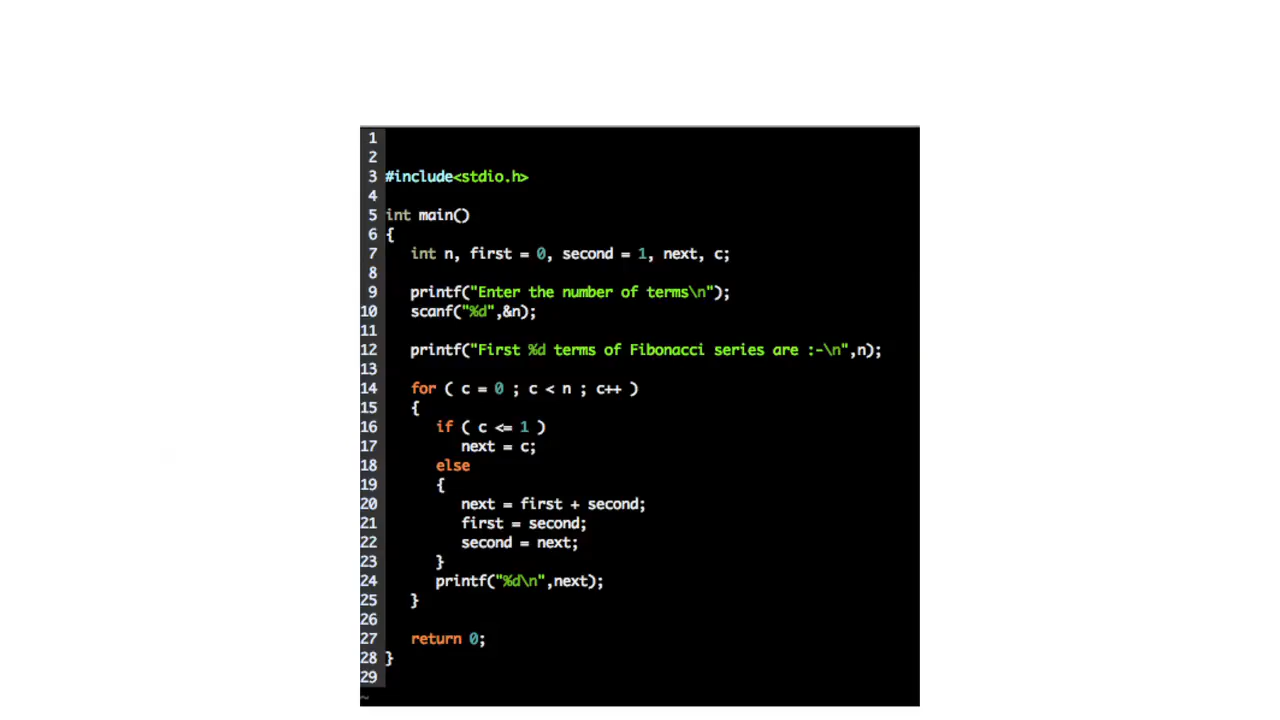 1
2
3 #include<stdio.h>
4
5 int main()
6 {
7    int n, first = 0, second = 1, next, c;
8
9    printf("Enter the number of terms\n");
10    scanf("%d",&n);
11
12    printf("First %d terms of Fibonacci series are :-\n",n);
13
14    for ( c = 0 ; c < n ; c++ )
15    {
16       if ( c <= 1 )
17          next = c;
18       else
19       {
20          next = first + second;
21          first = second;
22          second = next;
23       }
24       printf("%d\n",next);
25    }
26
27    return 0;
28 }
29